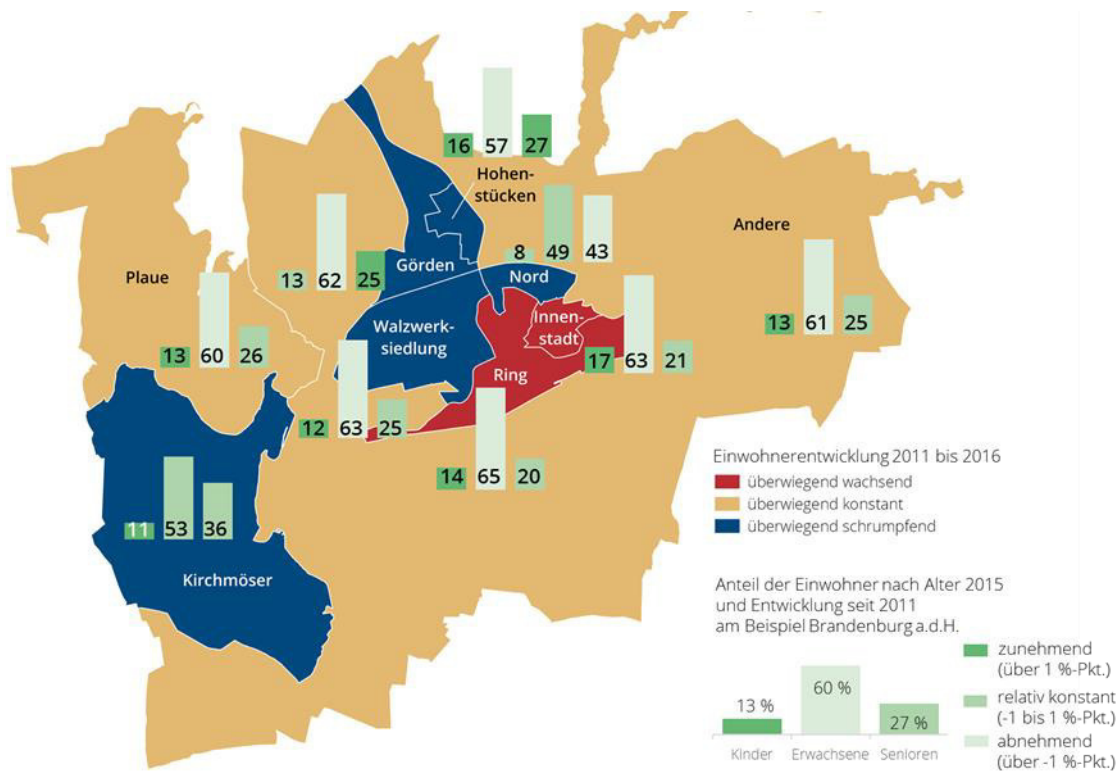 16 57 27
Hohen-
stücken
8 49 43
Andere
13 62 25
Görden
Plaue
Nord
Innen-
stadt
13 61 25
Walzwerk-
siedlung
13 60 26
17 63 21
Ring
12 63 25
14 65 20
11 53 36
Kirchmöser
Einwohnerentwicklung 2011 bis 2016
überwiegend wachsend
überwiegend konstant
überwiegend schrumpfend
Anteil der Einwohner nach Alter 2015
und Entwicklung seit 2011
am Beispiel Brandenburg a.d.H.
13 %
60 %
27 %
Kinder Erwachsene Senioren
zunehmend
(über 1 %-Pkt.)
relativ konstant
(-1 bis 1 %-Pkt.)
abnehmend
(über -1 %-Pkt.)